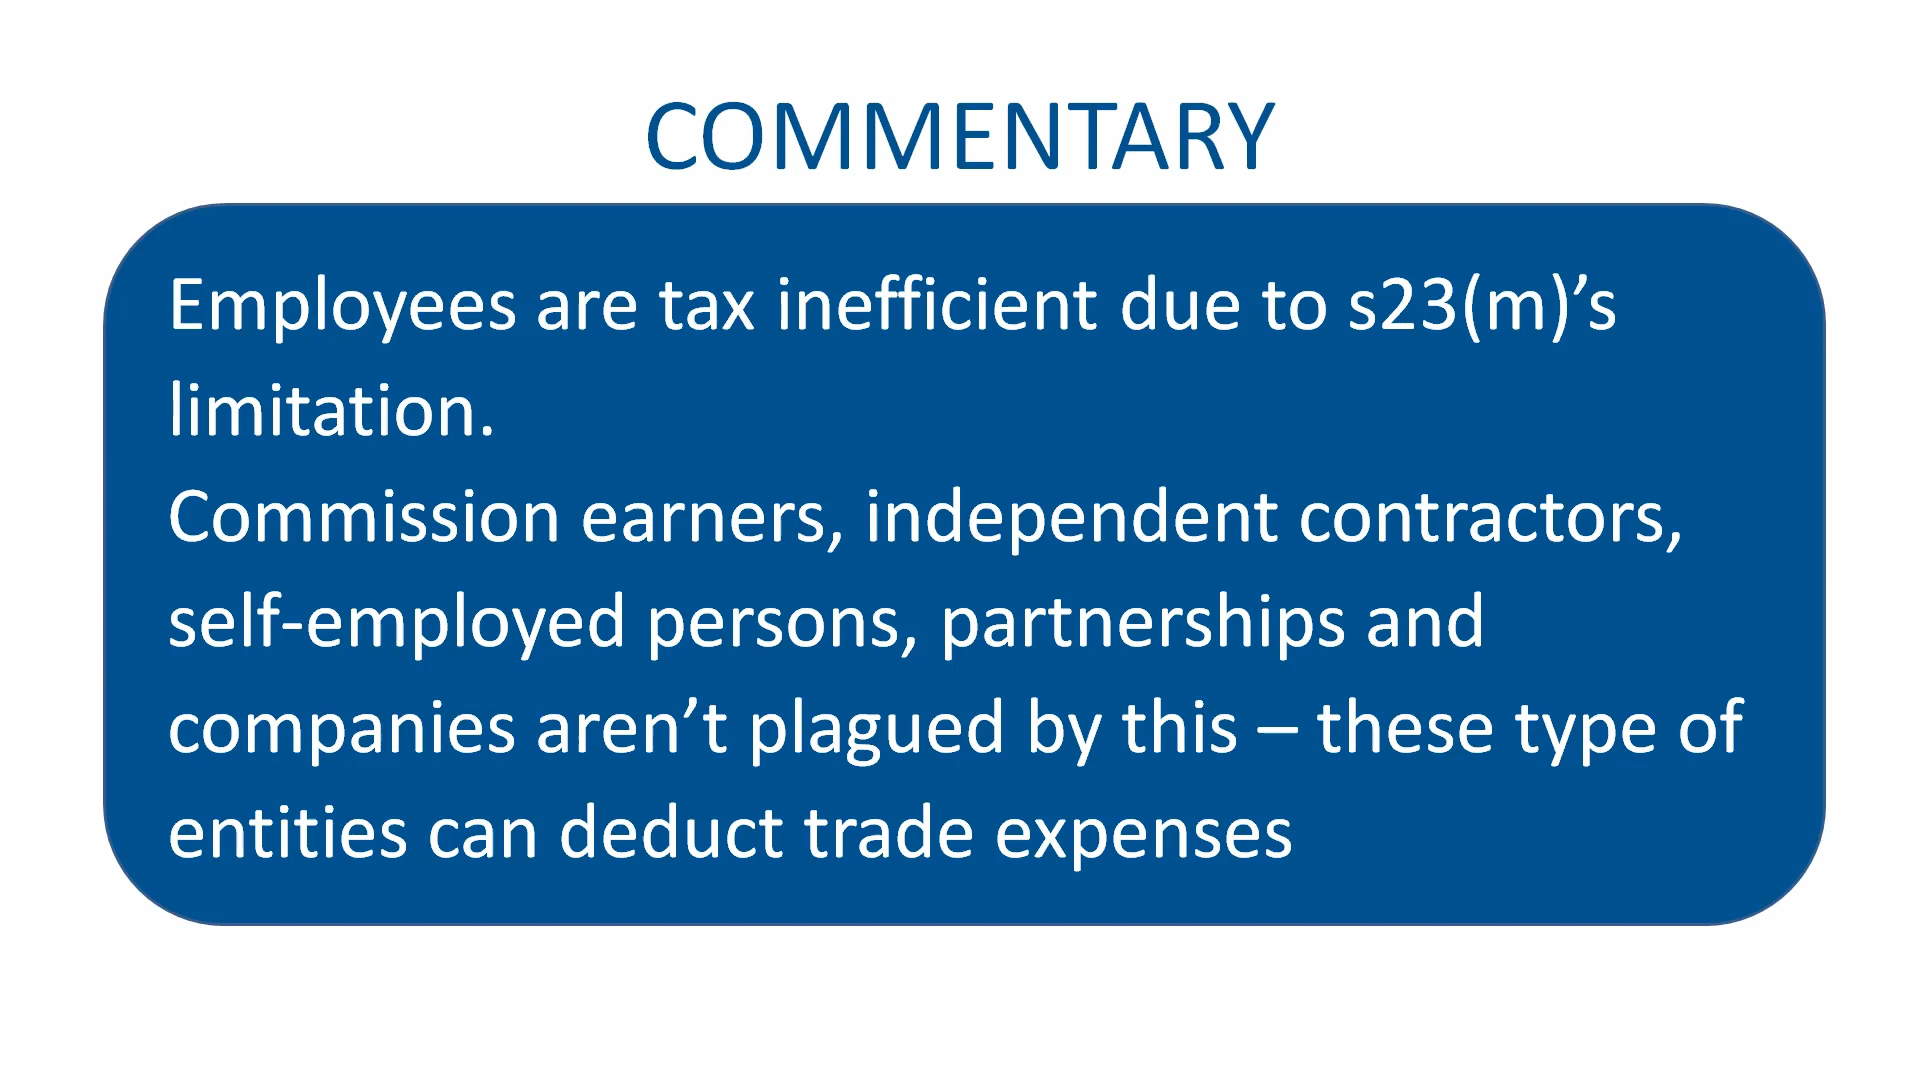 COMMENTARY
Employees are tax inefficient due to s23(m)’s
limitation.
Commission earners, independent contractors,
self-employed persons, partnerships and
companies aren’t plagued by this – these type of
entities can deduct trade expenses